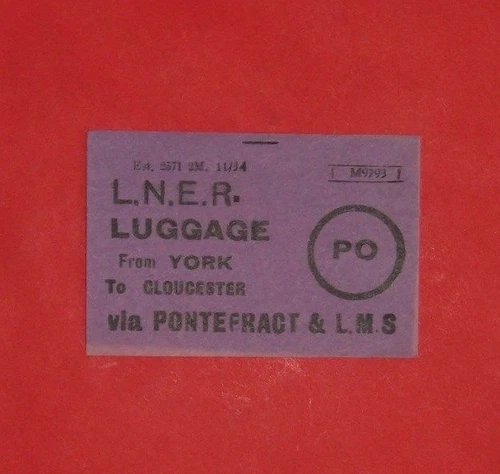 Est. 2571 2M. 11/34
M9793
L.N.E.R.
LUGGAGE
PO
From YORK
To GLOUCESTER
via PONTEFRACT & L.M.S